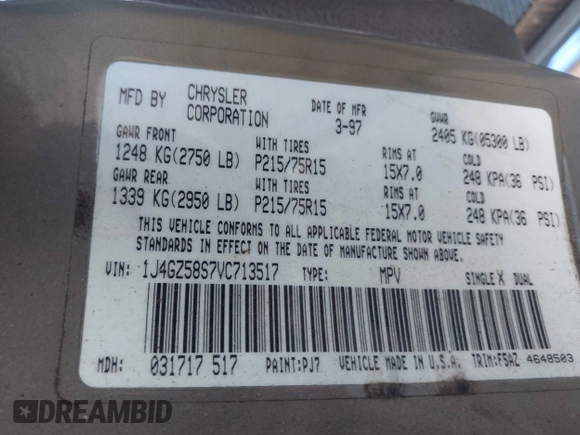 MFD BY CHRYSLER CORPORATION DATE OF MFR 3-97 GVWR 2405 KG(05300 LB)
GAWR FRONT WITH TIRES RIMS AT COLD
1248 KG(2750 LB) P215/75R15 15X7.0 248 KPA(36 PSI)
GAWR REAR WITH TIRES RIMS AT COLD
1339 KG(2950 LB) P215/75R15 15X7.0 248 KPA(36 PSI)
THIS VEHICLE CONFORMS TO ALL APPLICABLE FEDERAL MOTOR VEHICLE SAFETY
STANDARDS IN EFFECT ON THE DATE OF MANUFACTURE SHOWN ABOVE.
VIN: 1J4GZ58S7VC713517 TYPE: MPV SINGLE X DUAL
MDH: 031717 517 PAINT:PJ7 VEHICLE MADE IN U.S.A. TRIM:F5AZ 4648503
DREAMBID